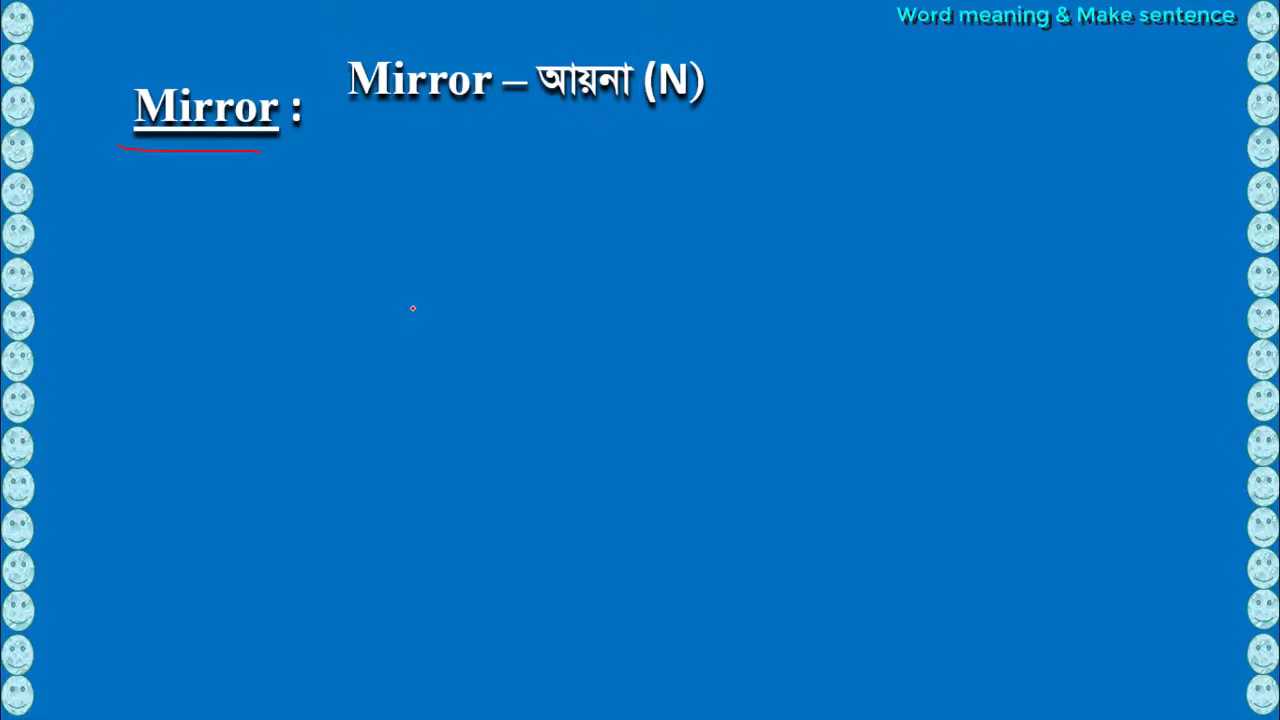 Word meaning & Make sentence
Mirror : Mirror – আয়না (N)